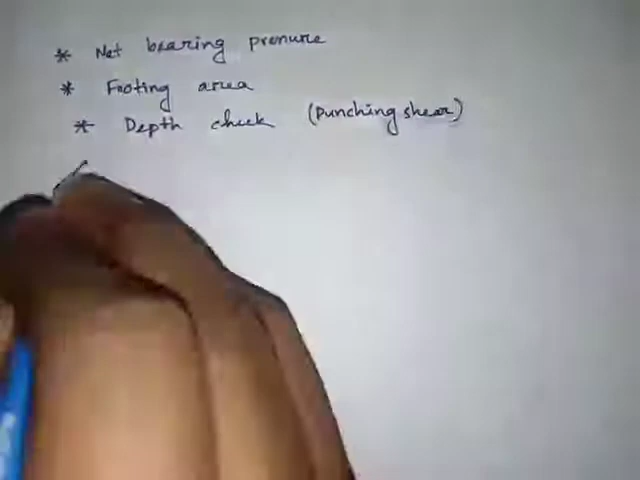 * Net bearing pressure
* Footing area
* Depth check (Punching shear)